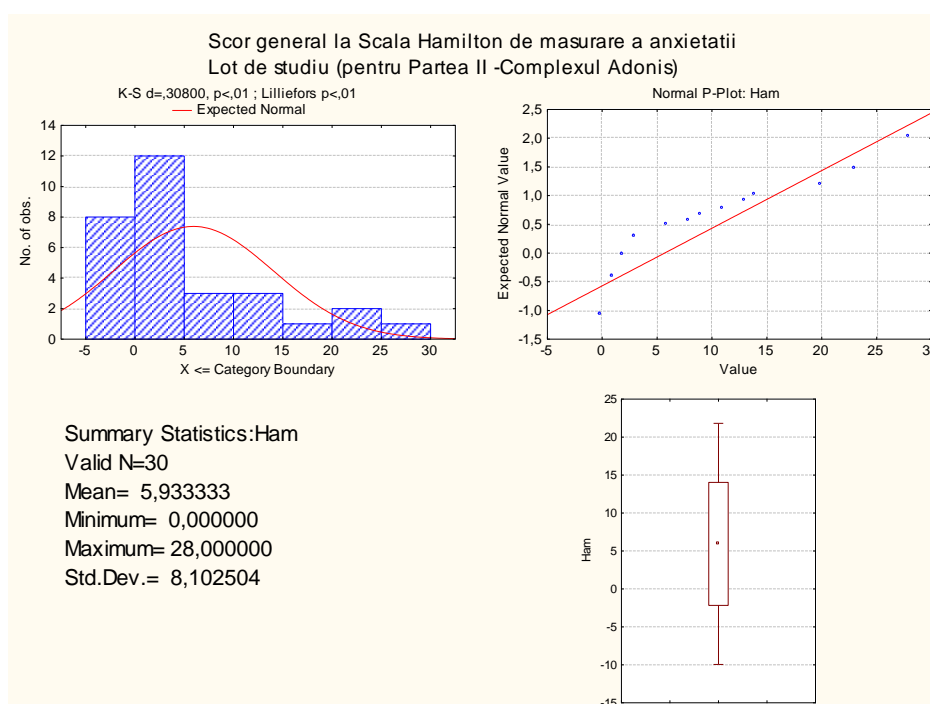 Scor general la Scala Hamilton de masurare a anxietatii
Lot de studiu (pentru Partea II -Complexul Adonis)
K-S d=,30800, p<,01 ; Lilliefors p<,01
Expected Normal
No. of obs.
14
12
10
8
6
4
2
0
-5 0 5 10 15 20 25 30
X <= Category Boundary
Normal P-Plot: Ham
Expected Normal Value
2,5
2,0
1,5
1,0
0,5
0,0
-0,5
-1,0
-1,5
-5 0 5 10 15 20 25 3
Value
Summary Statistics:Ham
Valid N=30
Mean= 5,933333
Minimum= 0,000000
Maximum= 28,000000
Std.Dev.= 8,102504
Ham
25
20
15
10
5
0
-5
-10
-15